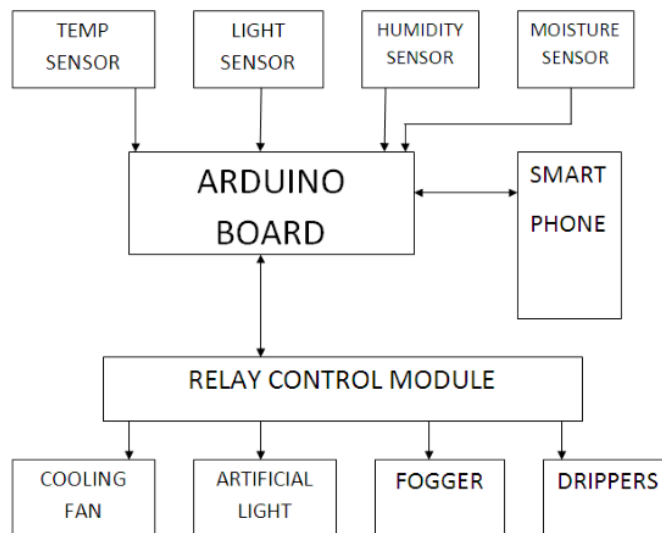 TEMP
SENSOR
LIGHT
SENSOR
HUMIDITY
SENSOR
MOISTURE
SENSOR
ARDUINO
BOARD
SMART
PHONE
RELAY CONTROL MODULE
COOLING
FAN
ARTIFICIAL
LIGHT
FOGGER
DRIPPERS